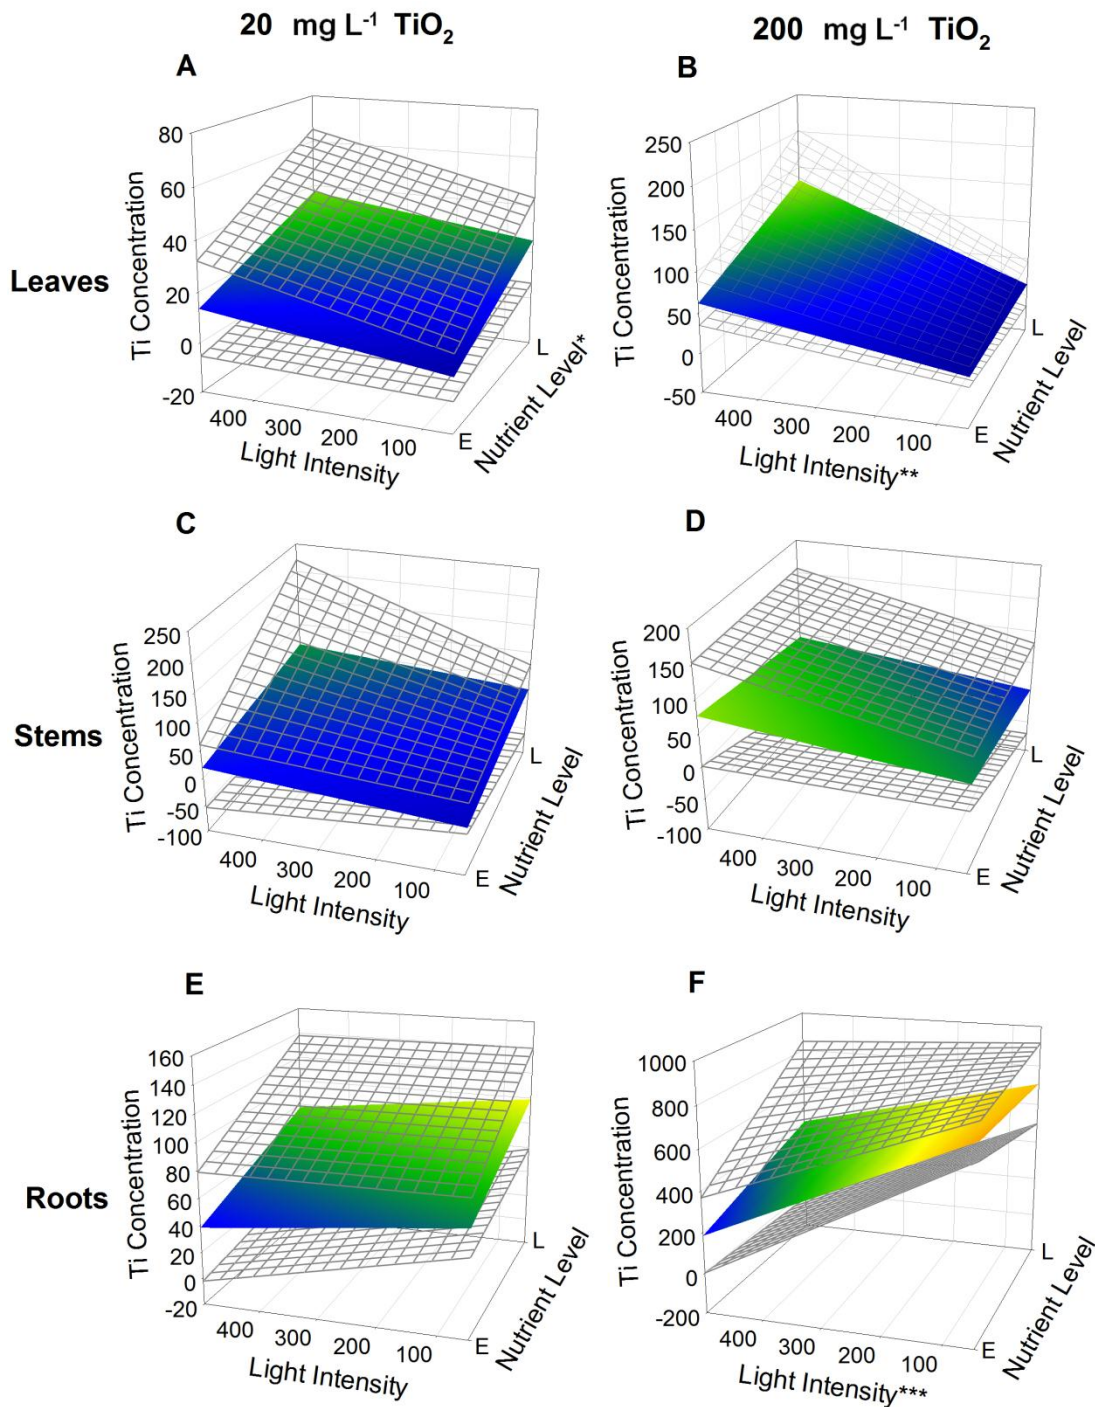 20 mg L⁻¹ TiO₂
200 mg L⁻¹ TiO₂
A
80
60
40
20
0
-20
Ti Concentration
400
300
200
100
Light Intensity
E
L
Nutrient Level*
B
250
200
150
100
50
0
-50
Ti Concentration
400
300
200
100
Light Intensity**
E
L
Nutrient Level
Leaves
C
250
200
150
100
50
0
-50
-100
Ti Concentration
400
300
200
100
Light Intensity
E
L
Nutrient Level
D
200
150
100
50
0
-50
-100
Ti Concentration
400
300
200
100
Light Intensity
E
L
Nutrient Level
Stems
E
160
140
120
100
80
60
40
20
0
-20
Ti Concentration
400
300
200
100
Light Intensity
E
L
Nutrient Level
F
1000
800
600
400
200
0
-200
Ti Concentration
400
300
200
100
Light Intensity***
E
L
Nutrient Level
Roots